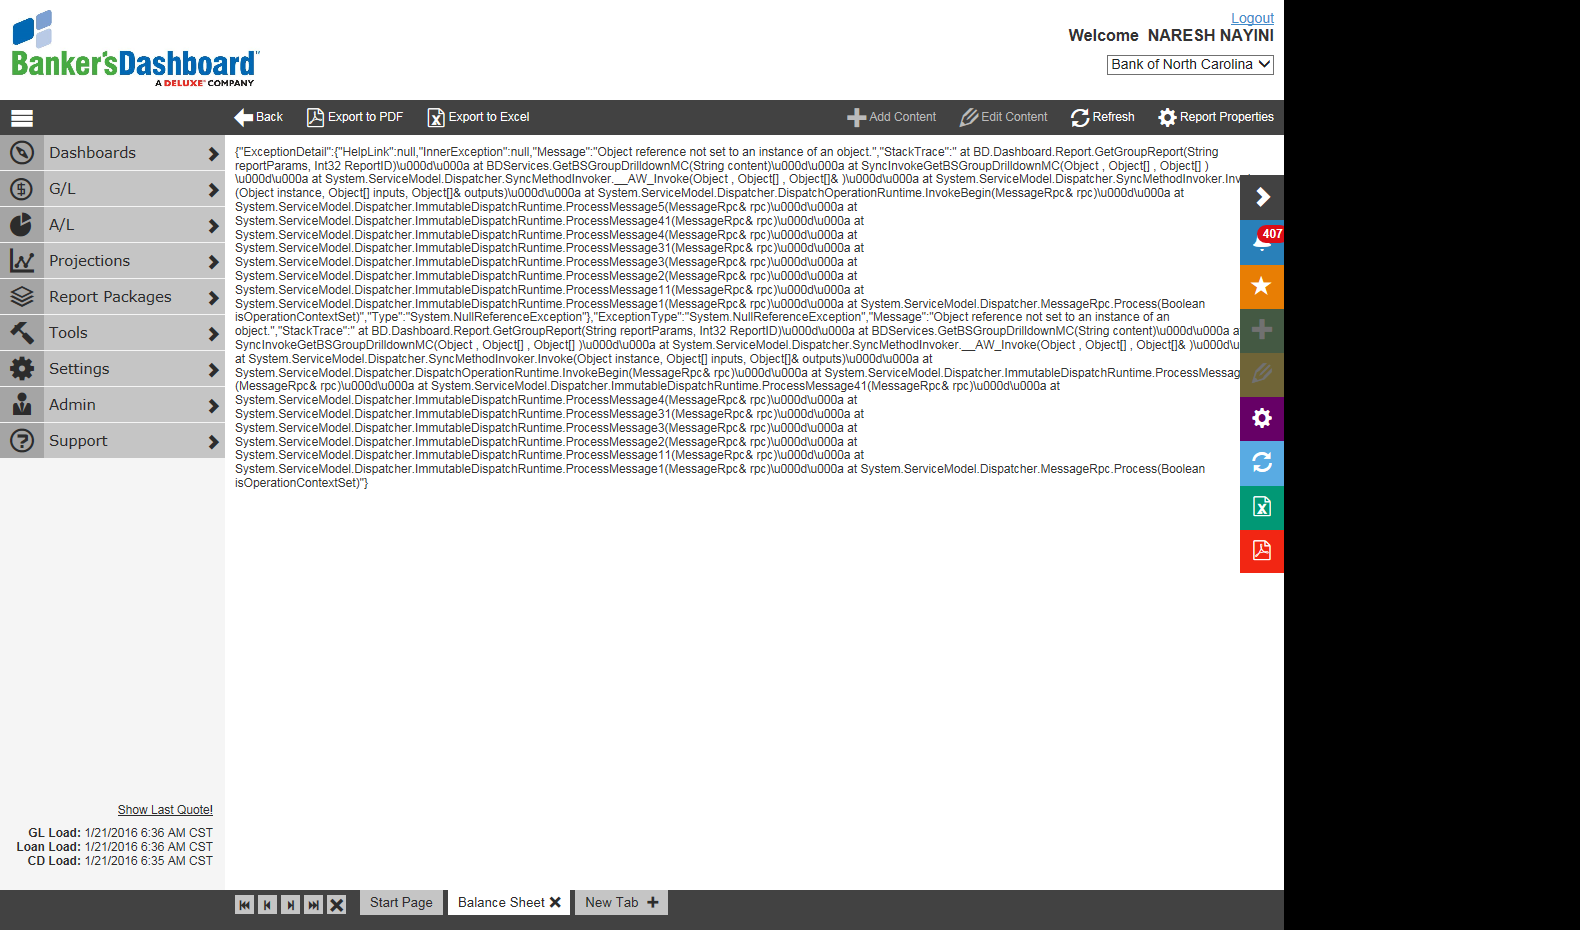 Logout
Welcome NARESH NAYINI
Banker'sDashboard
A DELUXE COMPANY
Bank of North Carolina
Back
Export to PDF
Export to Excel
Add Content
Edit Content
Refresh
Report Properties
Dashboards
G/L
A/L
Projections
Report Packages
Tools
Settings
Admin
Support
{"ExceptionDetail":{"HelpLink":null,"InnerException":null,"Message":"Object reference not set to an instance of an object.","StackTrace":" at BD.Dashboard.Report.GetGroupReport(String
reportParams, Int32 ReportID)\u000d\u000a at BDServices.GetBSGroupDrilldownMC(String content)\u000d\u000a at SyncInvokeGetBSGroupDrilldownMC(Object , Object[] , Object[] )
\u000d\u000a at System.ServiceModel.Dispatcher.SyncMethodInvoker.__AW_Invoke(Object , Object[] , Object[]& )\u000d\u000a at System.ServiceModel.Dispatcher.SyncMethodInvoker.Inv
(Object instance, Object[] inputs, Object[]& outputs)\u000d\u000a at System.ServiceModel.Dispatcher.DispatchOperationRuntime.InvokeBegin(MessageRpc& rpc)\u000d\u000a at
System.ServiceModel.Dispatcher.ImmutableDispatchRuntime.ProcessMessage5(MessageRpc& rpc)\u000d\u000a at
System.ServiceModel.Dispatcher.ImmutableDispatchRuntime.ProcessMessage41(MessageRpc& rpc)\u000d\u000a at
System.ServiceModel.Dispatcher.ImmutableDispatchRuntime.ProcessMessage4(MessageRpc& rpc)\u000d\u000a at
System.ServiceModel.Dispatcher.ImmutableDispatchRuntime.ProcessMessage31(MessageRpc& rpc)\u000d\u000a at
System.ServiceModel.Dispatcher.ImmutableDispatchRuntime.ProcessMessage3(MessageRpc& rpc)\u000d\u000a at
System.ServiceModel.Dispatcher.ImmutableDispatchRuntime.ProcessMessage2(MessageRpc& rpc)\u000d\u000a at
System.ServiceModel.Dispatcher.ImmutableDispatchRuntime.ProcessMessage11(MessageRpc& rpc)\u000d\u000a at
System.ServiceModel.Dispatcher.ImmutableDispatchRuntime.ProcessMessage1(MessageRpc& rpc)\u000d\u000a at System.ServiceModel.Dispatcher.MessageRpc.Process(Boolean
isOperationContextSet)","Type":"System.NullReferenceException"},"ExceptionType":"System.NullReferenceException","Message":"Object reference not set to an instance of an
object.","StackTrace":" at BD.Dashboard.Report.GetGroupReport(String reportParams, Int32 ReportID)\u000d\u000a at BDServices.GetBSGroupDrilldownMC(String content)\u000d\u000a a
SyncInvokeGetBSGroupDrilldownMC(Object , Object[] , Object[] )\u000d\u000a at System.ServiceModel.Dispatcher.SyncMethodInvoker.__AW_Invoke(Object , Object[] , Object[]& )\u000d\u
at System.ServiceModel.Dispatcher.SyncMethodInvoker.Invoke(Object instance, Object[] inputs, Object[]& outputs)\u000d\u000a at
System.ServiceModel.Dispatcher.DispatchOperationRuntime.InvokeBegin(MessageRpc& rpc)\u000d\u000a at System.ServiceModel.Dispatcher.ImmutableDispatchRuntime.ProcessMessag
(MessageRpc& rpc)\u000d\u000a at System.ServiceModel.Dispatcher.ImmutableDispatchRuntime.ProcessMessage41(MessageRpc& rpc)\u000d\u000a at
System.ServiceModel.Dispatcher.ImmutableDispatchRuntime.ProcessMessage4(MessageRpc& rpc)\u000d\u000a at
System.ServiceModel.Dispatcher.ImmutableDispatchRuntime.ProcessMessage31(MessageRpc& rpc)\u000d\u000a at
System.ServiceModel.Dispatcher.ImmutableDispatchRuntime.ProcessMessage3(MessageRpc& rpc)\u000d\u000a at
System.ServiceModel.Dispatcher.ImmutableDispatchRuntime.ProcessMessage2(MessageRpc& rpc)\u000d\u000a at
System.ServiceModel.Dispatcher.ImmutableDispatchRuntime.ProcessMessage11(MessageRpc& rpc)\u000d\u000a at
System.ServiceModel.Dispatcher.ImmutableDispatchRuntime.ProcessMessage1(MessageRpc& rpc)\u000d\u000a at System.ServiceModel.Dispatcher.MessageRpc.Process(Boolean
isOperationContextSet)"}
407
Show Last Quote!
GL Load: 1/21/2016 6:36 AM CST
Loan Load: 1/21/2016 6:36 AM CST
CD Load: 1/21/2016 6:35 AM CST
Start Page
Balance Sheet
New Tab